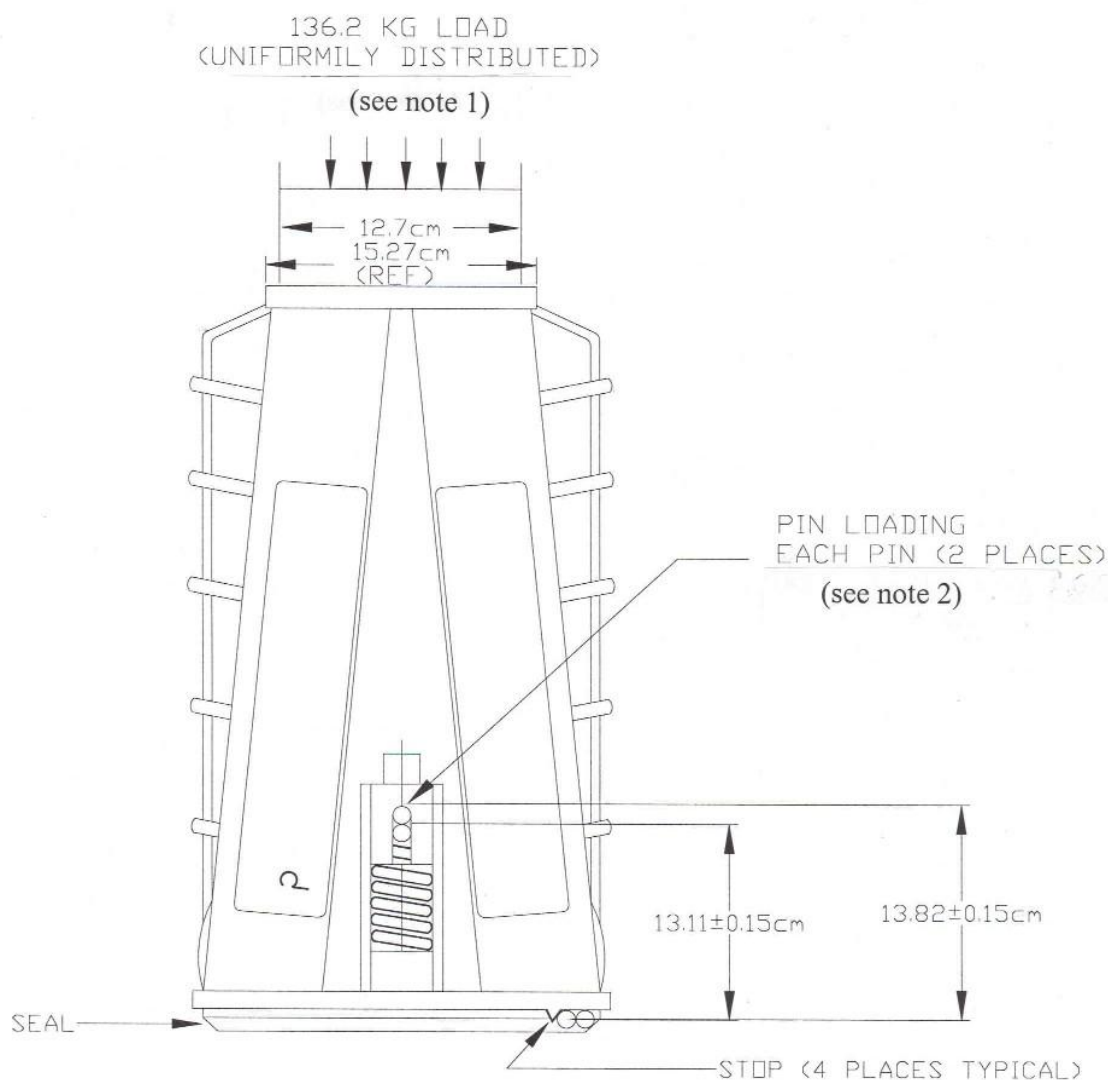 136.2 KG LOAD
(UNIFORMILY DISTRIBUTED)
(see note 1)
12.7cm
15.27cm
(REF)
PIN LOADING
EACH PIN (2 PLACES)
(see note 2)
13.11±0.15cm
13.82±0.15cm
SEAL
STOP (4 PLACES TYPICAL)